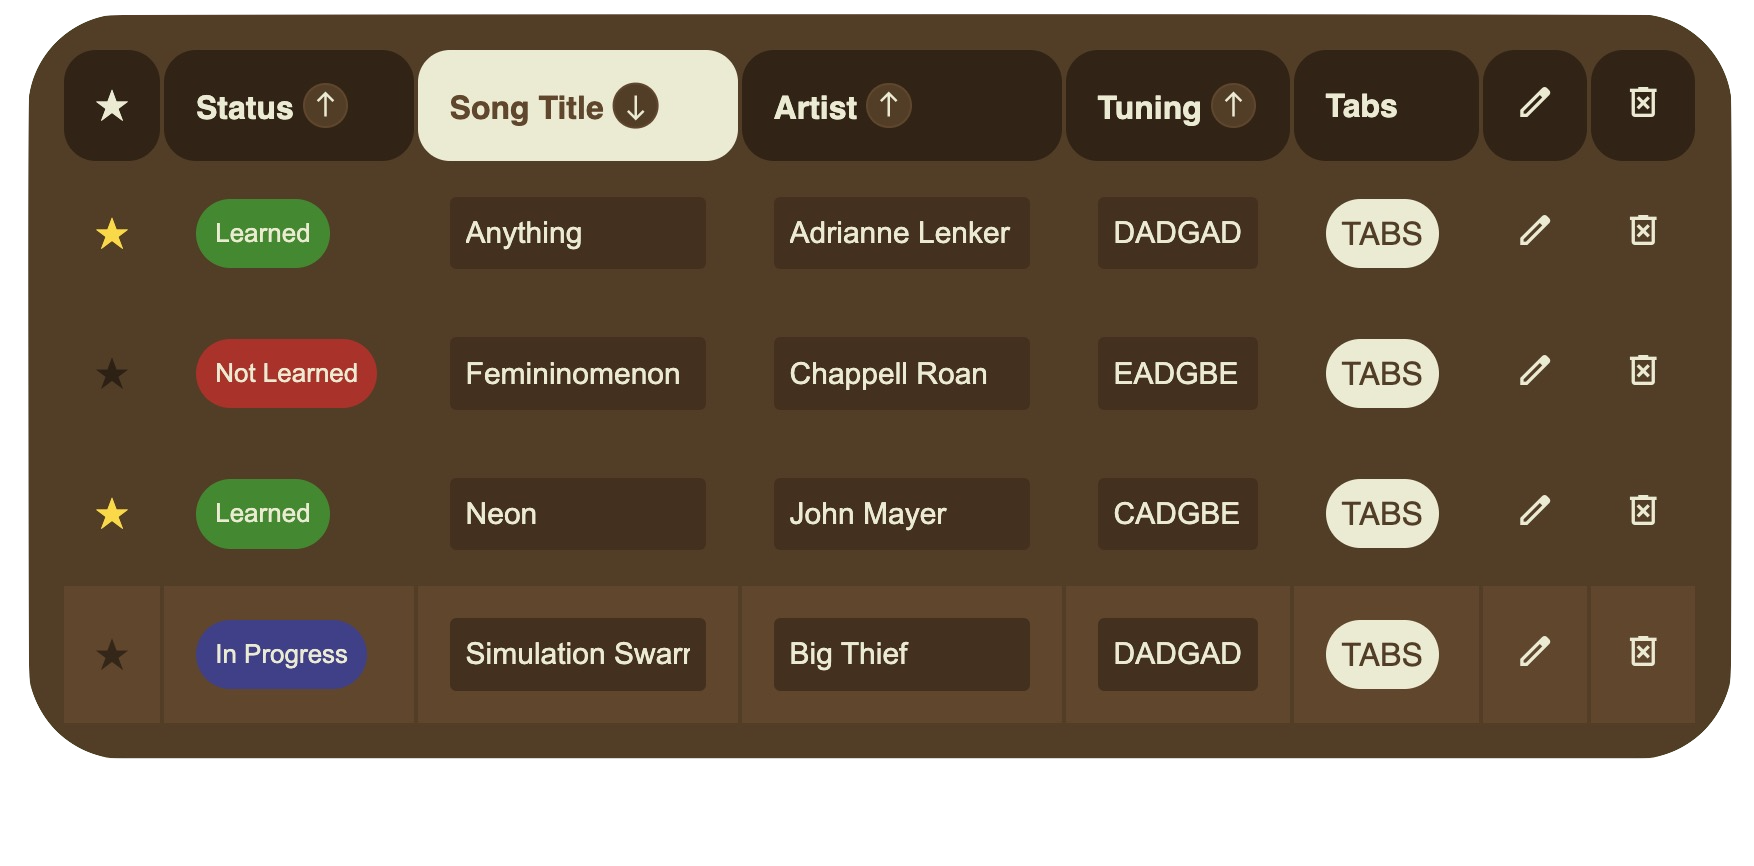 Status Song Title Artist Tuning Tabs
Learned Anything Adrianne Lenker DADGAD TABS
Not Learned Femininomenon Chappell Roan EADGBE TABS
Learned Neon John Mayer CADGBE TABS
In Progress Simulation Swarr Big Thief DADGAD TABS